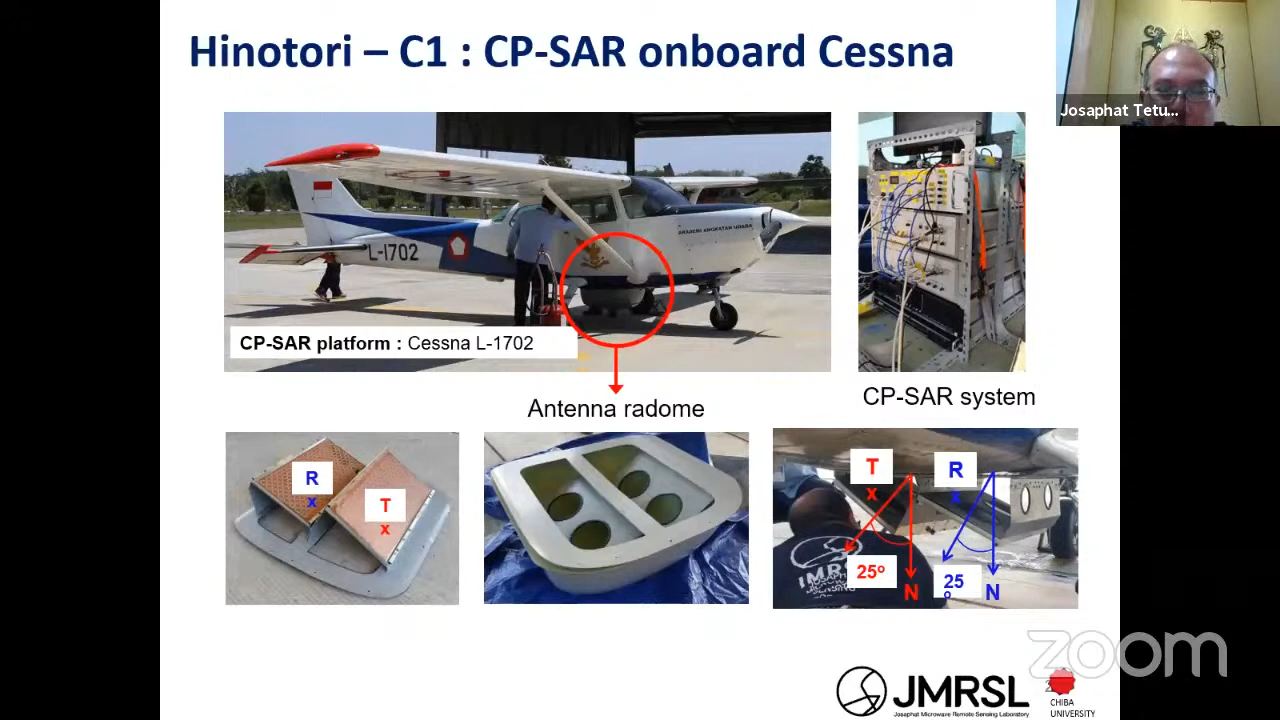 Hinotori – C1 : CP-SAR onboard Cessna
Josaphat Tetu...
L-1702
CP-SAR platform : Cessna L-1702
Antenna radome
CP-SAR system
R
x
T
x
T
x
R
x
25º
25
º
N
N
zoom
JMRSL
Josaphat Microwave Remote Sensing Laboratory
CHIBA
UNIVERSITY